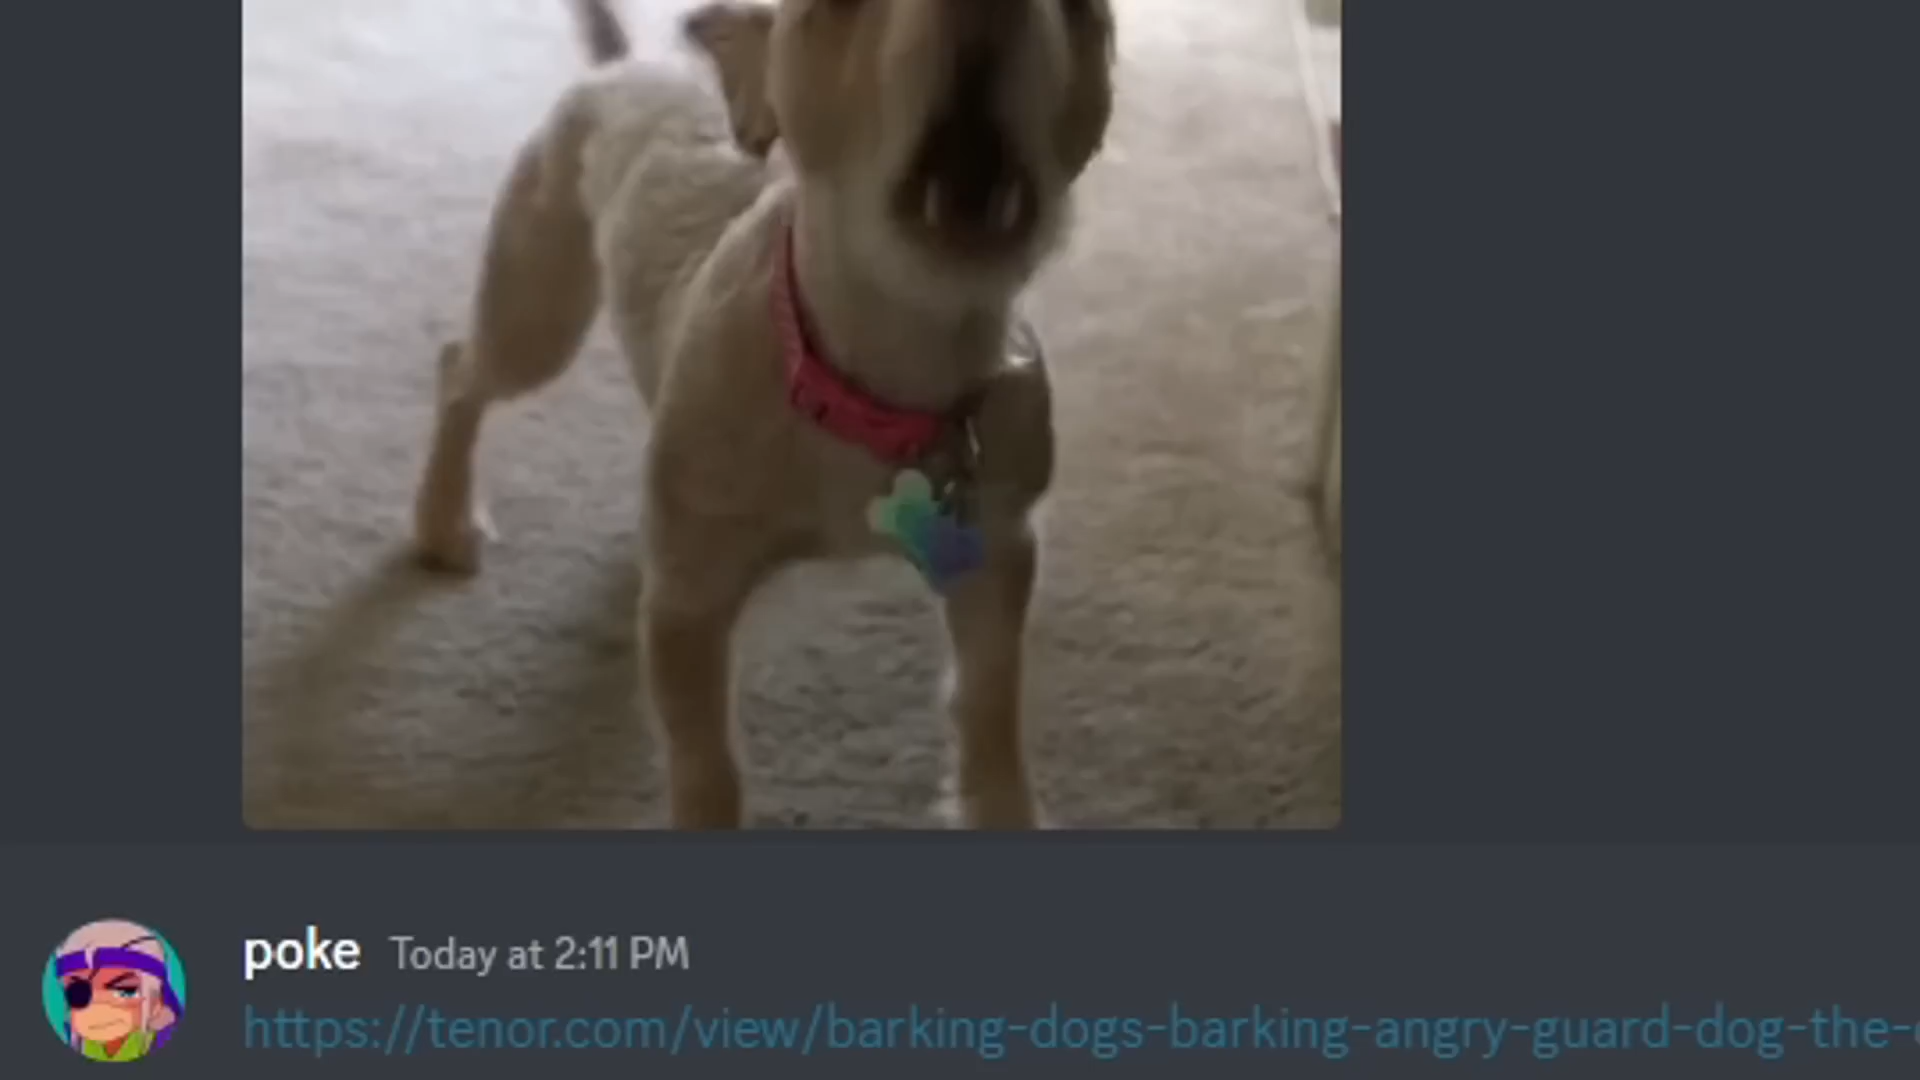 poke Today at 2:11 PM
https://tenor.com/view/barking-dogs-barking-angry-guard-dog-the-